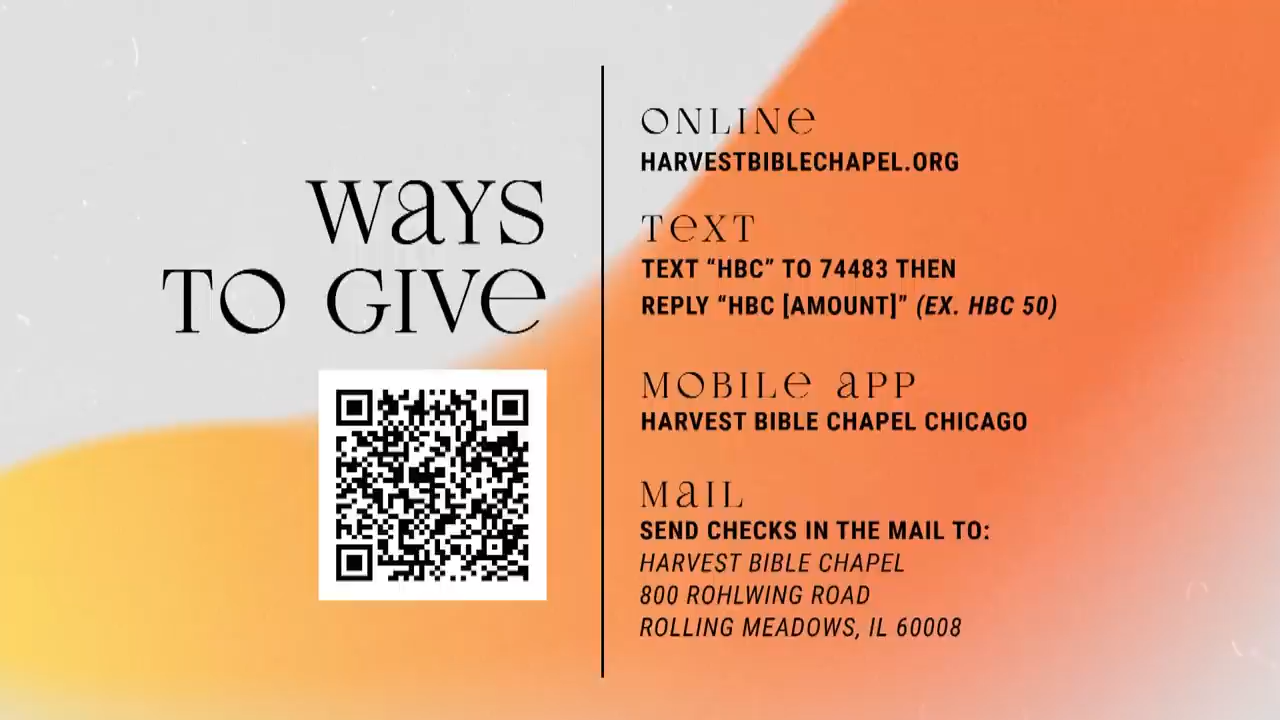 WaYS
TO GIVe
ONLINe
HARVESTBIBLECHAPEL.ORG
TeXT
TEXT “HBC” TO 74483 THEN
REPLY “HBC [AMOUNT]” (EX. HBC 50)
MOBILe aPP
HARVEST BIBLE CHAPEL CHICAGO
MaIL
SEND CHECKS IN THE MAIL TO:
HARVEST BIBLE CHAPEL
800 ROHLWING ROAD
ROLLING MEADOWS, IL 60008